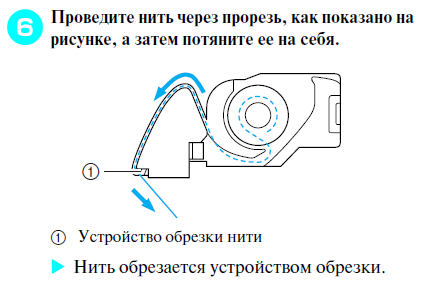 6 Проведите нить через прорезь, как показано на
рисунке, а затем потяните ее на себя.
①
① Устройство обрезки нити
▶ Нить обрезается устройством обрезки.